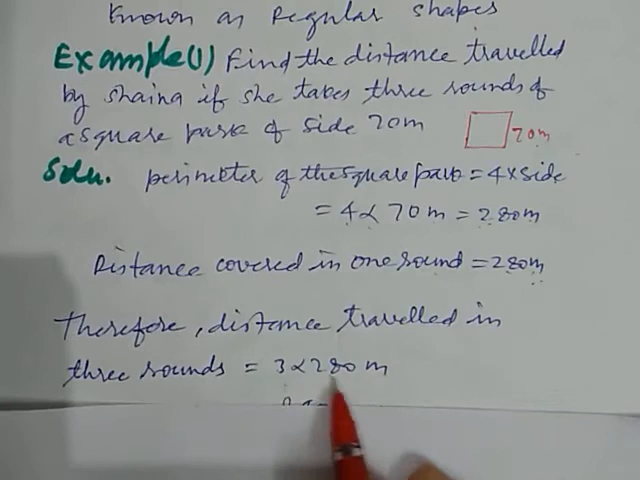 Known as Regular shapes
Example(1) Find the distance travelled
by shaina if she takes three rounds of
a square park of side 70m
70m
Soln. perimeter of the square park = 4 x side
= 4 x 70 m = 280m
Distance covered in one round = 280m
Therefore, distance travelled in
three rounds = 3 x 280 m